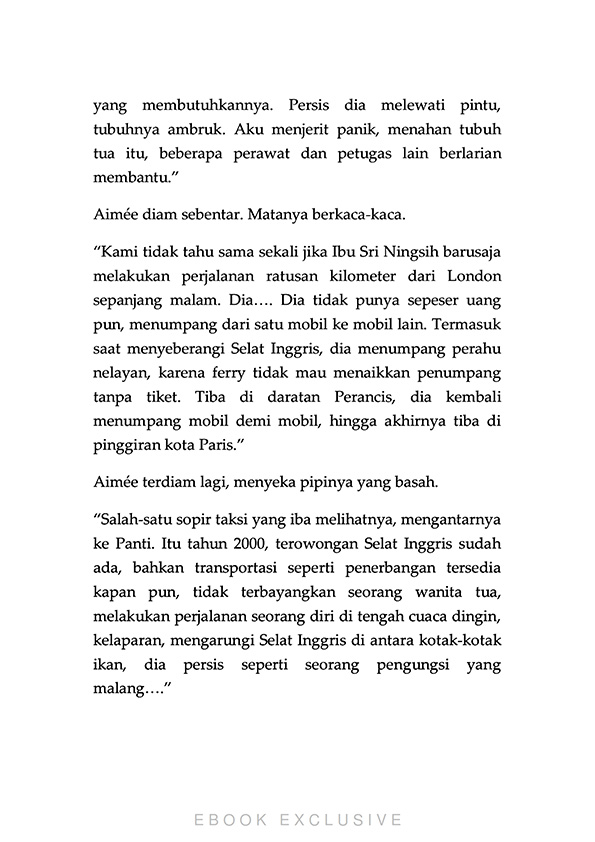 yang membutuhkannya. Persis dia melewati pintu,
tubuhnya ambruk. Aku menjerit panik, menahan tubuh
tua itu, beberapa perawat dan petugas lain berlarian
membantu.”
Aimée diam sebentar. Matanya berkaca-kaca.
“Kami tidak tahu sama sekali jika Ibu Sri Ningsih barusaja
melakukan perjalanan ratusan kilometer dari London
sepanjang malam. Dia…. Dia tidak punya sepeser uang
pun, menumpang dari satu mobil ke mobil lain. Termasuk
saat menyeberangi Selat Inggris, dia menumpang perahu
nelayan, karena ferry tidak mau menaikkan penumpang
tanpa tiket. Tiba di daratan Perancis, dia kembali
menumpang mobil demi mobil, hingga akhirnya tiba di
pinggiran kota Paris.”
Aimée terdiam lagi, menyeka pipinya yang basah.
“Salah-satu sopir taksi yang iba melihatnya, mengantarnya
ke Panti. Itu tahun 2000, terowongan Selat Inggris sudah
ada, bahkan transportasi seperti penerbangan tersedia
kapan pun, tidak terbayangkan seorang wanita tua,
melakukan perjalanan seorang diri di tengah cuaca dingin,
kelaparan, mengarungi Selat Inggris di antara kotak-kotak
ikan, dia persis seperti seorang pengungsi yang
malang….”
EBOOK EXCLUSIVE